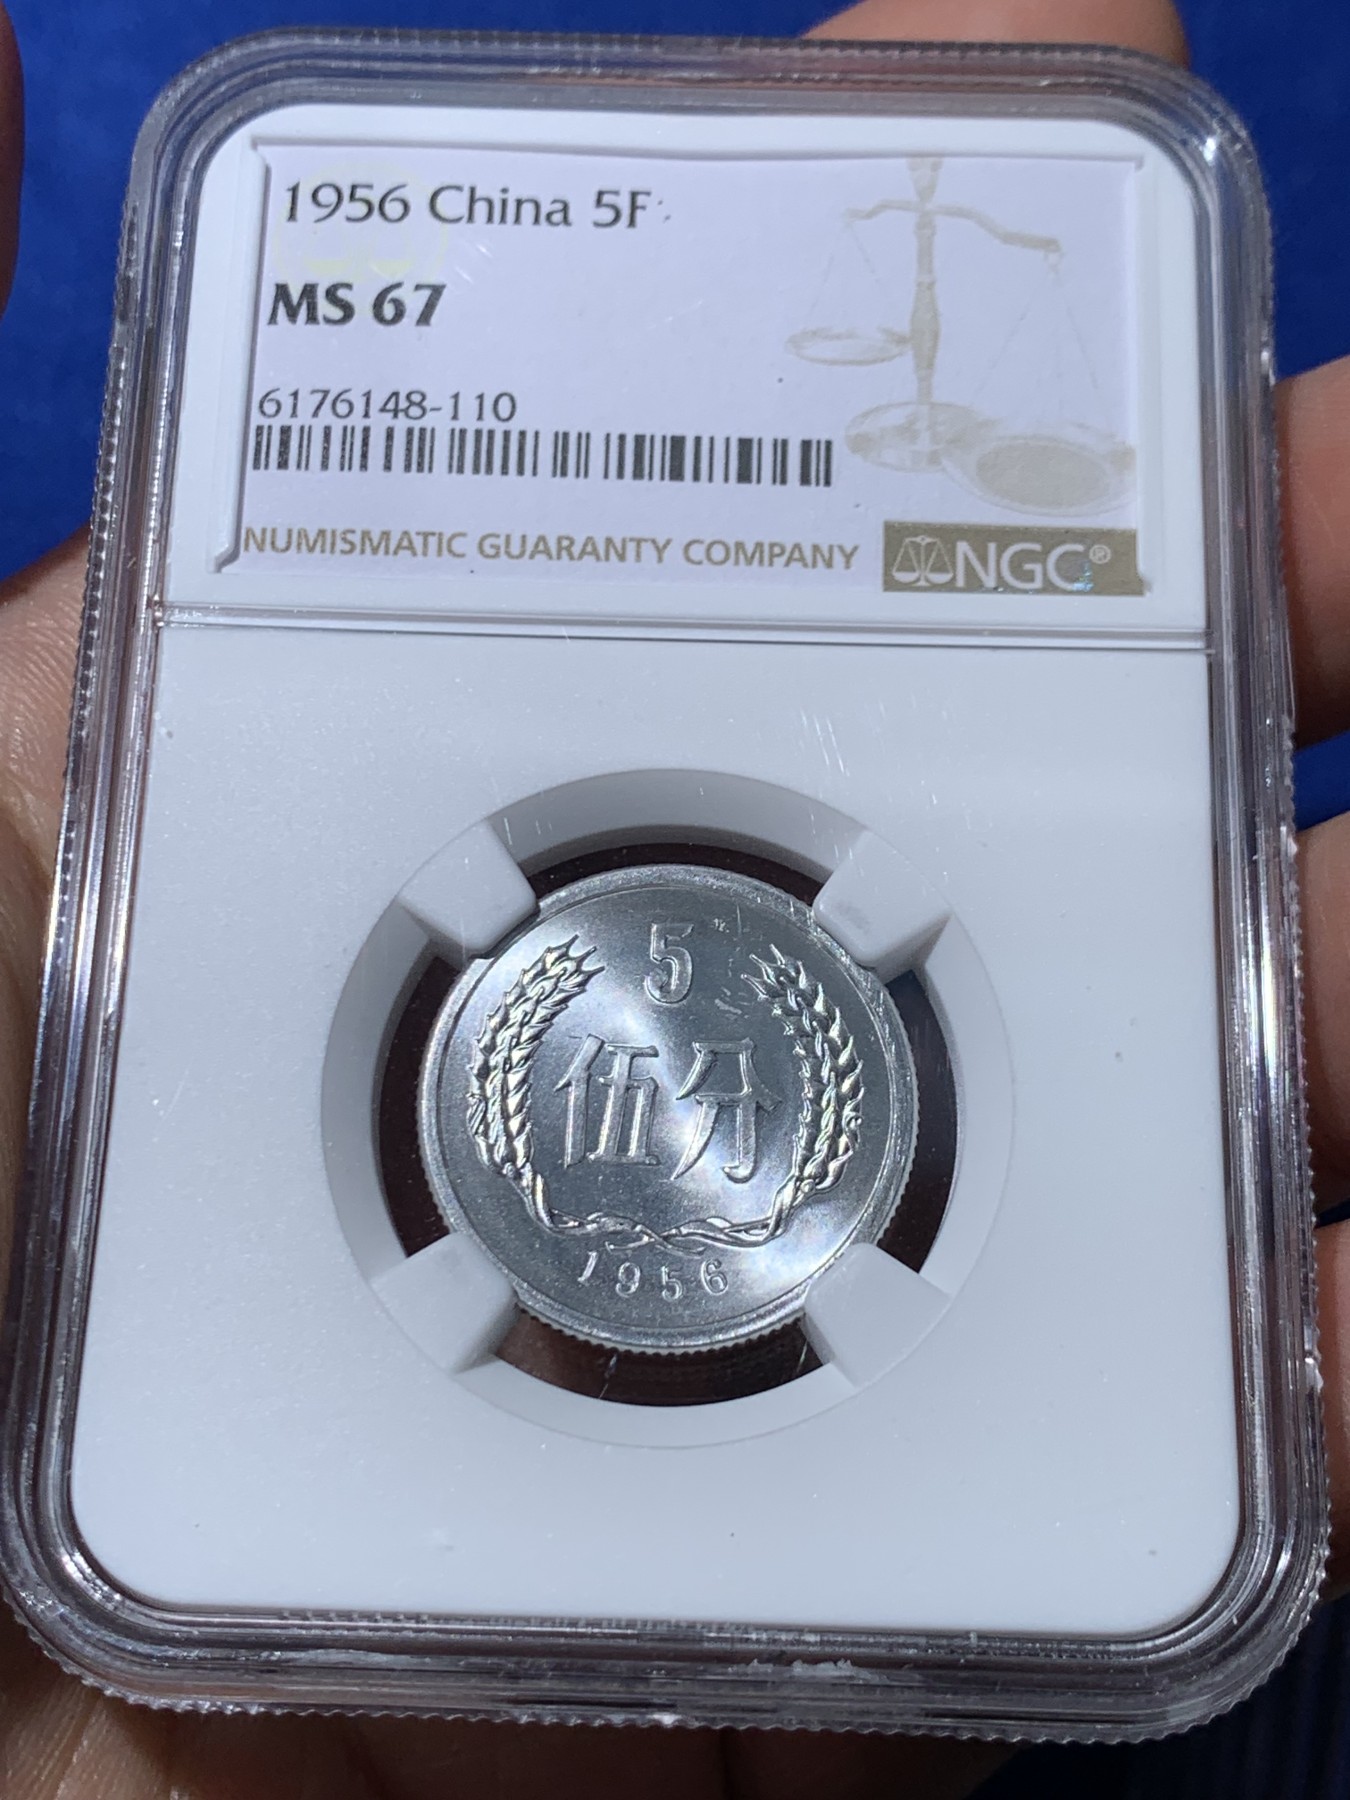 1956 China 5F
MS 67
6176148-110
NUMISMATIC GUARANTY COMPANY NGC®
5
伍分
1956